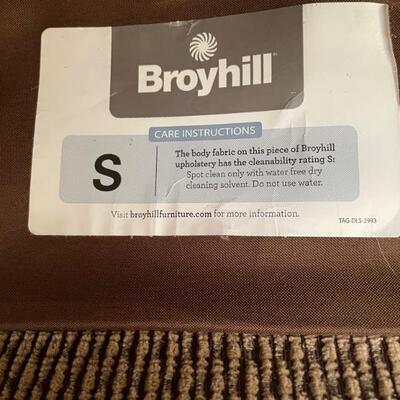 Broyhill®
CARE INSTRUCTIONS
S
The body fabric on this piece of Broyhill
upholstery has the cleanability rating S:
Spot clean only with water free dry
cleaning solvent. Do not use water.
Visit broyhillfurniture.com for more information.
TAG-DLS-2993